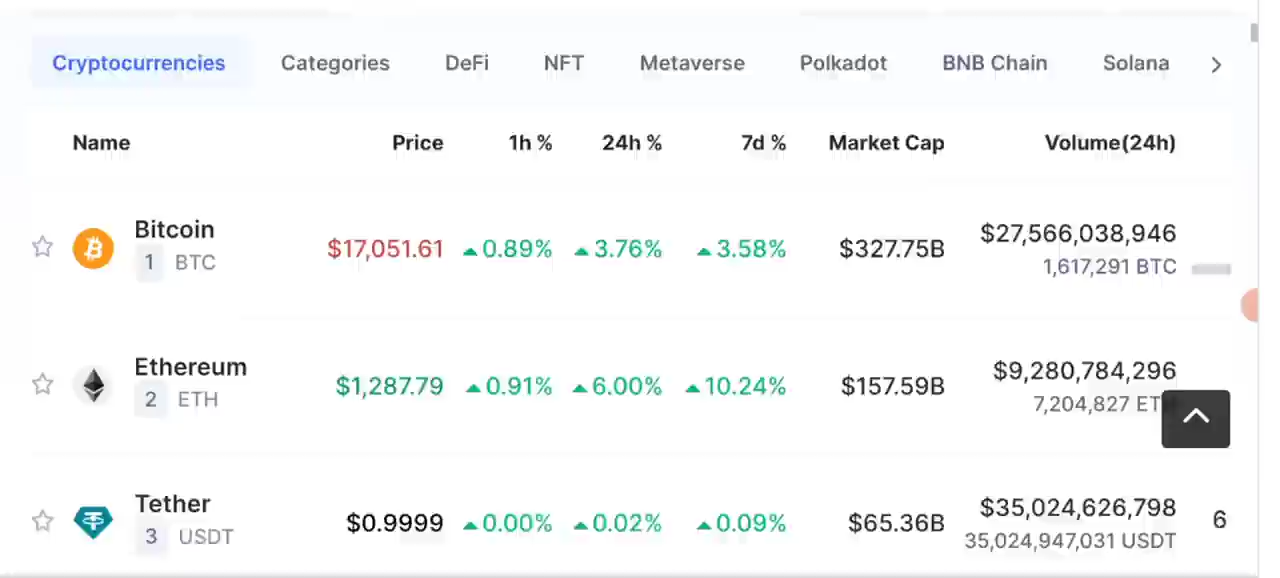 Cryptocurrencies Categories DeFi NFT Metaverse Polkadot BNB Chain Solana
Name Price 1h % 24h % 7d % Market Cap Volume(24h)
Bitcoin
1 BTC
$17,051.61 0.89% 3.76% 3.58% $327.75B $27,566,038,946
1,617,291 BTC
Ethereum
2 ETH
$1,287.79 0.91% 6.00% 10.24% $157.59B $9,280,784,296
7,204,827
Tether
3 USDT
$0.9999 0.00% 0.02% 0.09% $65.36B $35,024,626,798
35,024,947,031 USDT
6